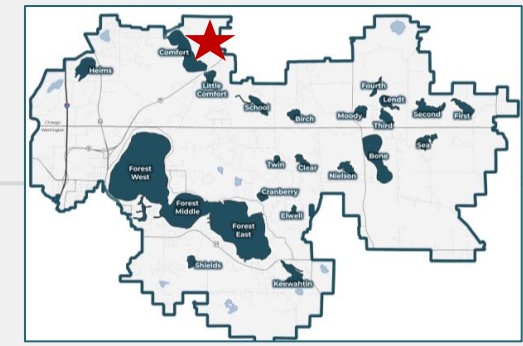 Comfort
Heims
Little
Comfort
School
Birch
Fourth
Lendt
Moody
Third
Second
First
Chisago
Washington
Bone
Sea
Forest
West
Twin
Clear
Nielson
Cranberry
Forest
Middle
Elwell
Forest
East
Shields
Keewahtin